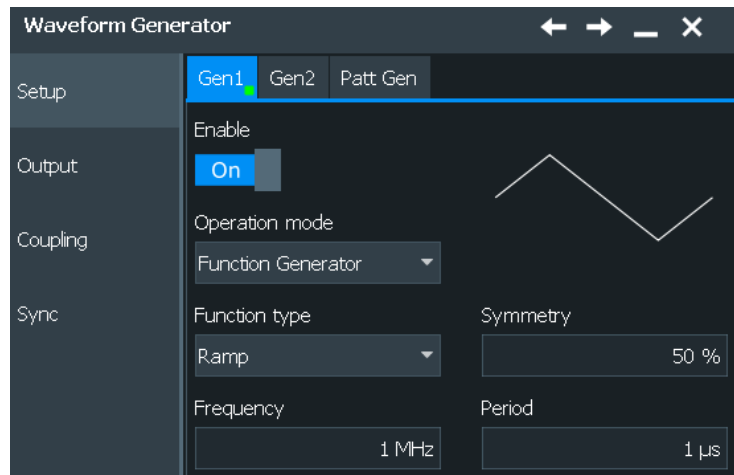 Waveform Generator
Setup
Output
Coupling
Sync
Gen1 Gen2 Patt Gen
Enable
On
Operation mode
Function Generator
Function type Symmetry
Ramp 50 %
Frequency Period
1 MHz 1 µs